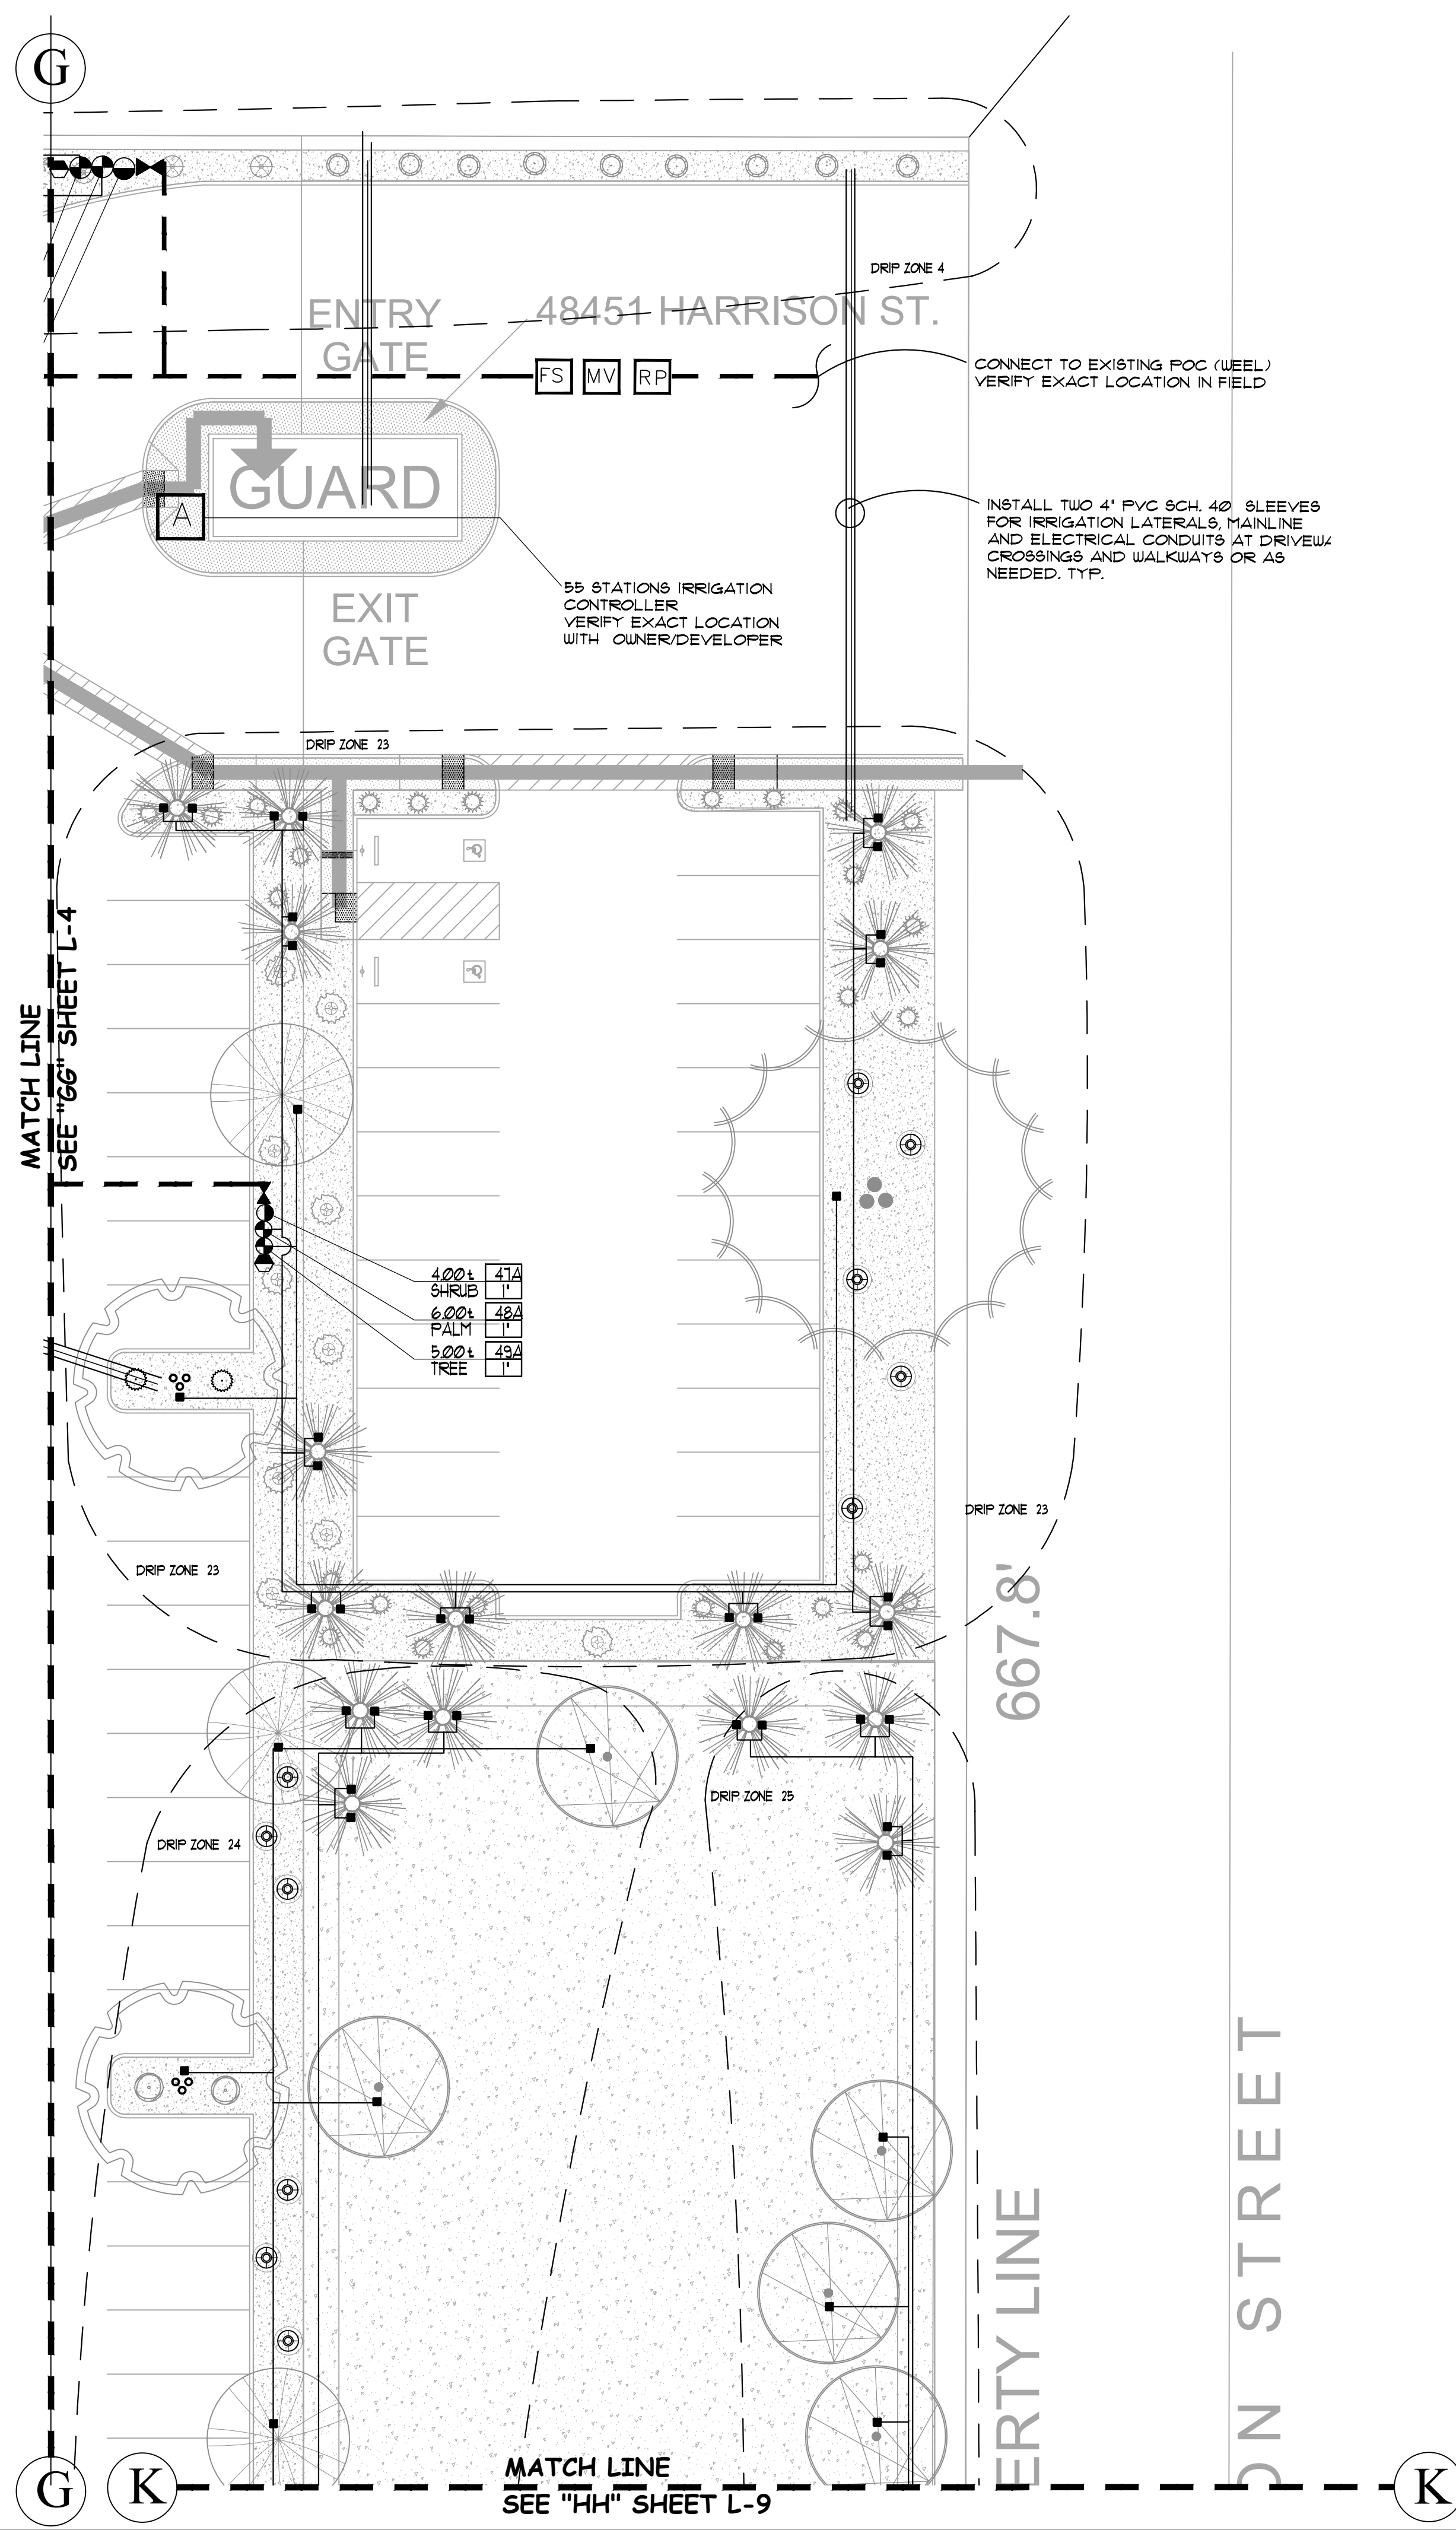 G
DRIP ZONE 4
ENTRY
GATE
48451 HARRISON ST.
FS MV RP
CONNECT TO EXISTING POC (WEEL)
VERIFY EXACT LOCATION IN FIELD
GUARD
A
INSTALL TWO 4" PVC SCH. 40 SLEEVES
FOR IRRIGATION LATERALS, MAINLINE
AND ELECTRICAL CONDUITS AT DRIVEWA
CROSSINGS AND WALKWAYS OR AS
NEEDED. TYP.
55 STATIONS IRRIGATION
CONTROLLER
VERIFY EXACT LOCATION
WITH OWNER/DEVELOPER
EXIT
GATE
DRIP ZONE 23
MATCH LINE
SEE "GG" SHEET L-4
4.00± 47A
SHRUB 1"
6.00± 48A
PALM 1"
5.00± 49A
TREE 1"
DRIP ZONE 23
DRIP ZONE 23
667.8'
DRIP ZONE 25
DRIP ZONE 24
ERTY LINE
ON STREET
MATCH LINE
SEE "HH" SHEET L-9
G
K
K